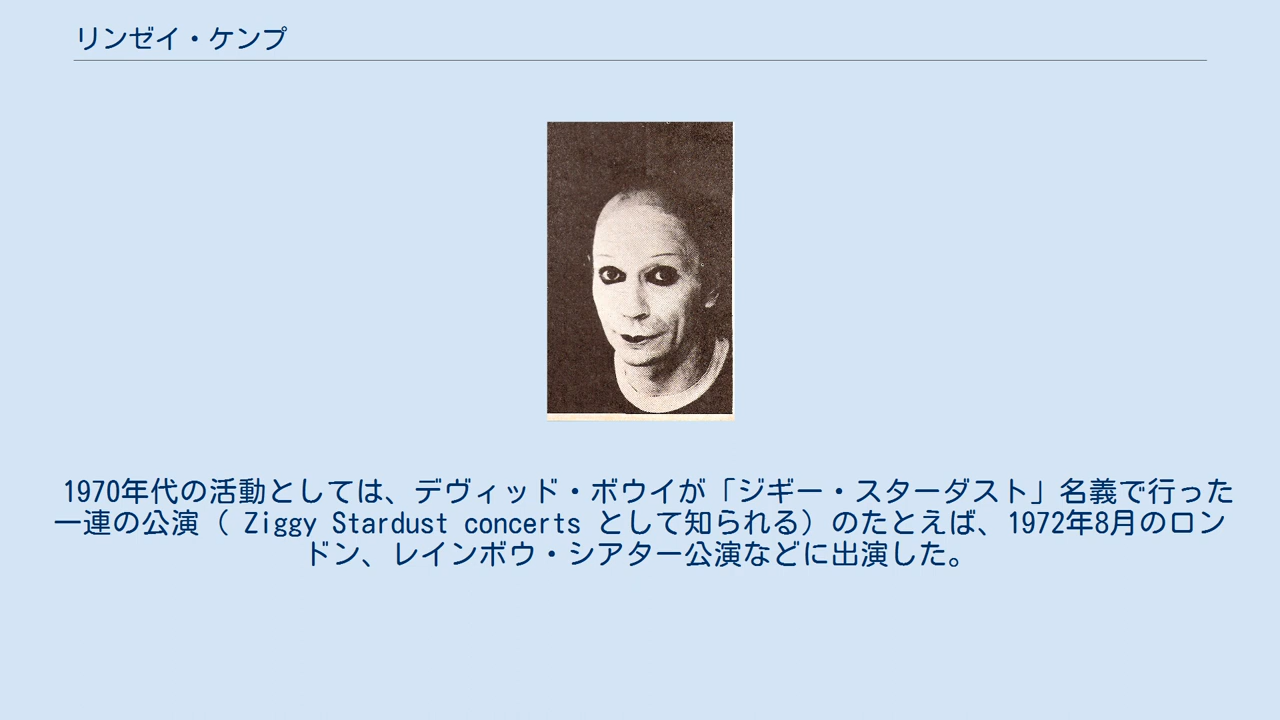 リンゼイ・ケンプ
1970年代の活動としては、デヴィッド・ボウイが「ジギー・スターダスト」名義で行った
一連の公演（ Ziggy Stardust concerts として知られる）のたとえば、1972年8月のロン
ドン、レインボウ・シアター公演などに出演した。